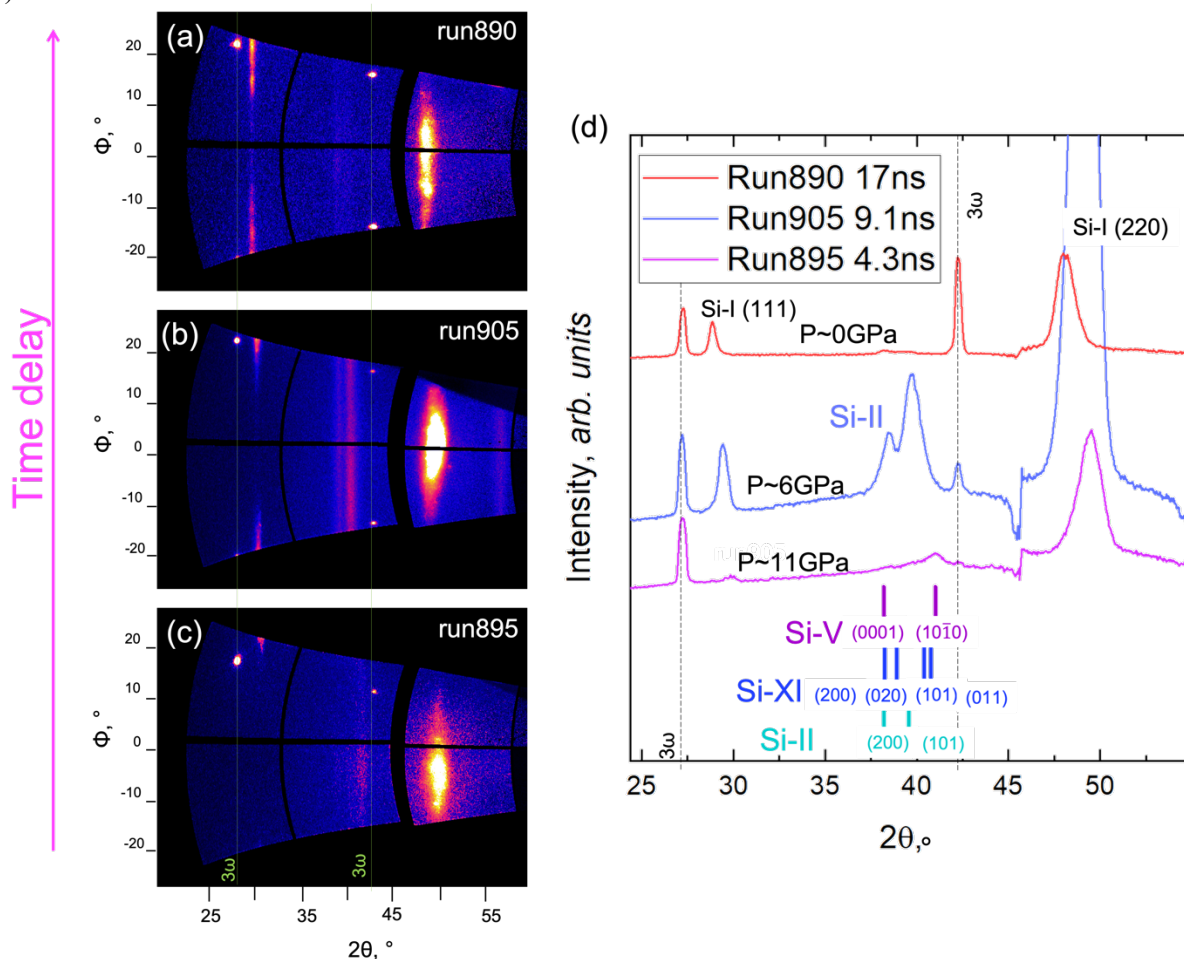 Time delay
(a)
run890
Φ, °
20
10
0
-10
-20
(b)
run905
Φ, °
20
10
0
-10
-20
(c)
run895
Φ, °
20
10
0
-10
-20
3ω
3ω
25
35
45
55
2θ, °
(d)
Intensity, arb. units
Run890 17ns
Run905 9.1ns
Run895 4.3ns
3ω
Si-I (220)
Si-I (111)
P~0GPa
Si-II
P~6GPa
P~11GPa
Si-V (0001) (101̄0)
Si-XI (200) (020) (101) (011)
Si-II (200) (101)
3ω
25 30 35 40 45 50
2θ,°